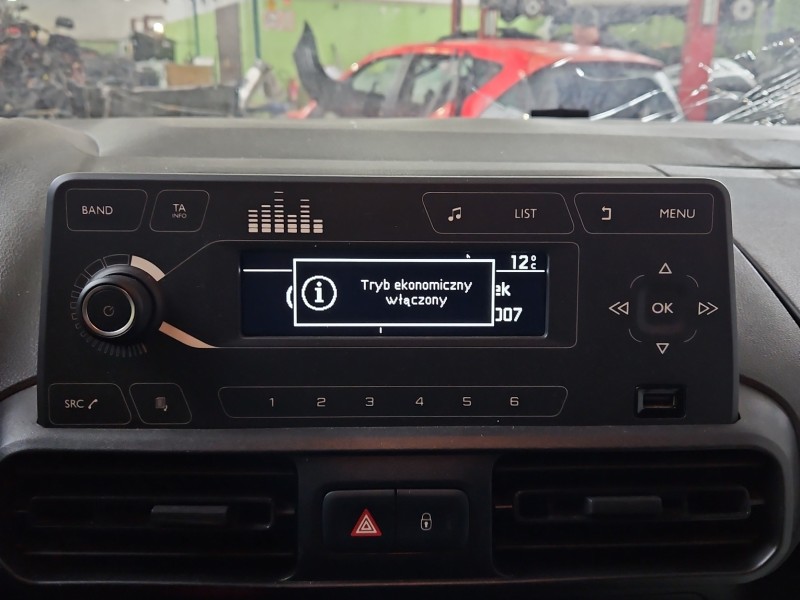 BAND
TA
INFO
LIST
MENU
12°C
Tryb ekonomiczny
włączony
ek
007
OK
SRC
1 2 3 4 5 6